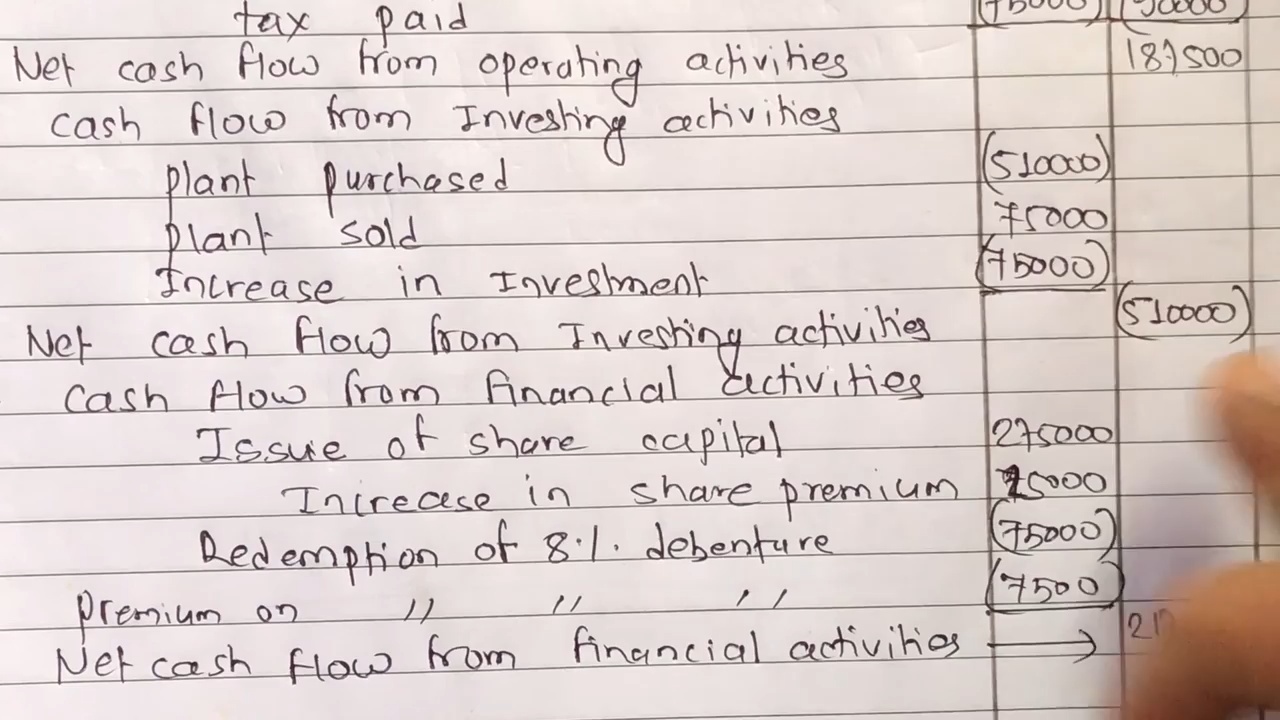 tax paid (75000)
Net cash flow from operating activities 187500
cash flow from Investing activities
plant purchased (510000)
plant sold 75000
Increase in Investment (75000)
Net cash flow from Investing activities (510000)
Cash flow from financial activities
Issue of share capital 275000
Increase in share premium 25000
Redemption of 8%. debenture (75000)
premium on " " " (7500)
Net cash flow from financial activities →